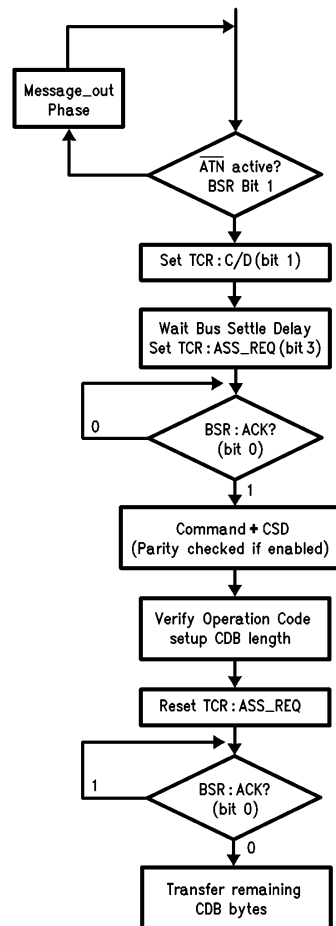 Message_out
Phase
ATN active?
BSR Bit 1
Set TCR:C/D(bit 1)
Wait Bus Settle Delay
Set TCR:ASS_REQ(bit3)
BSR:ACK?
(bit 0)
0
1
Command+CSD
(Parity checked if enabled)
Verify Operation Code
setup CDB length
Reset TCR:ASS_REQ
BSR:ACK?
(bit 0)
1
0
Transfer remaining
CDB bytes